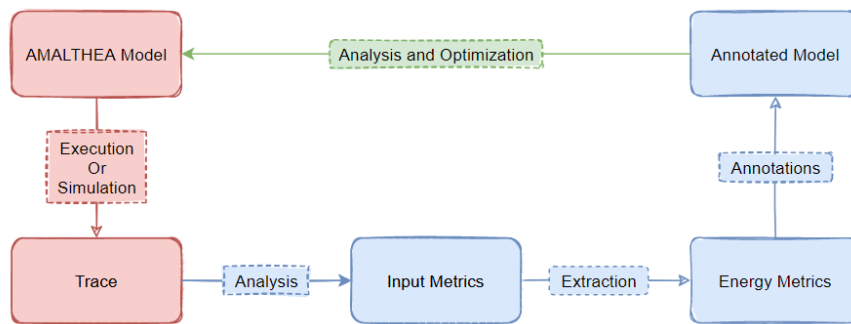 AMALTHEA Model
Analysis and Optimization
Annotated Model
Execution
Or
Simulation
Annotations
Trace
Analysis
Input Metrics
Extraction
Energy Metrics